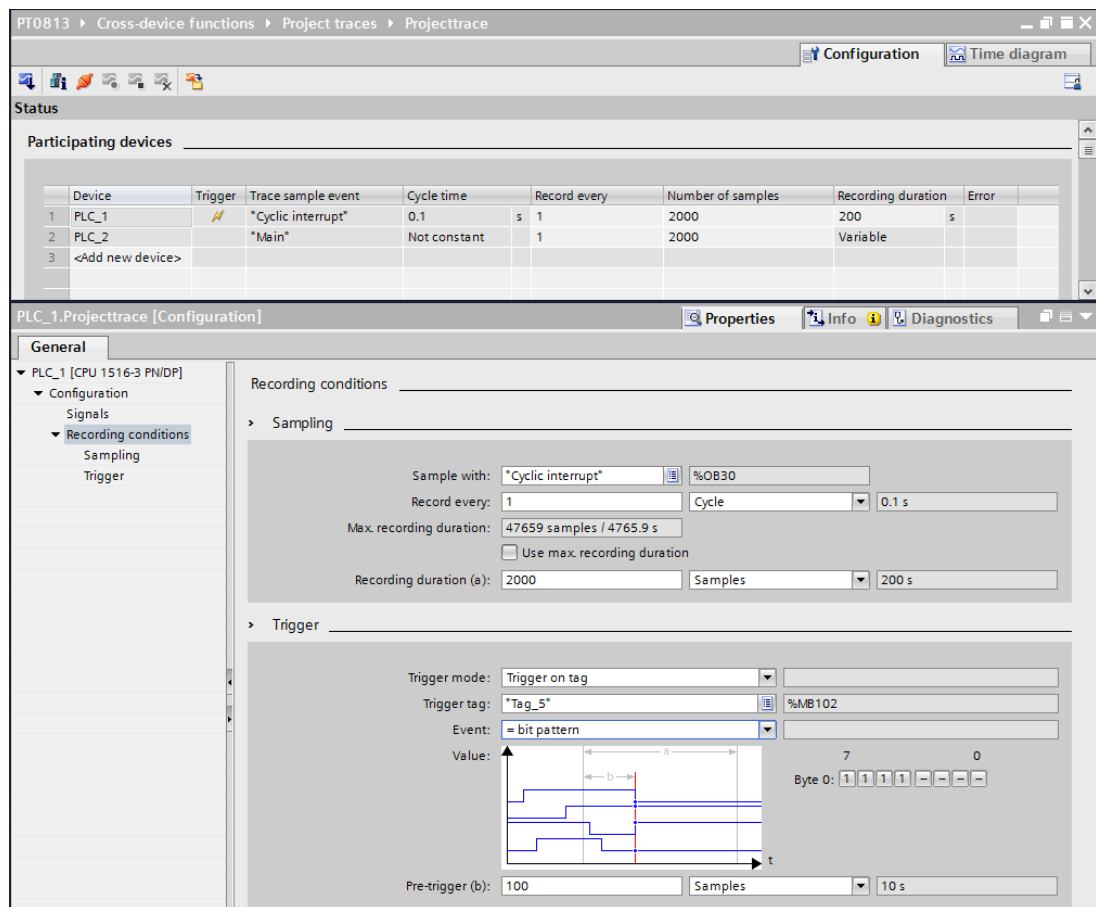 PT0813 ▸ Cross-device functions ▸ Project traces ▸ Projecttrace
Configuration Time diagram
Status
Participating devices
Device Trigger Trace sample event Cycle time Record every Number of samples Recording duration Error
1 PLC_1 "Cyclic interrupt" 0.1 s 1 2000 200 s
2 PLC_2 "Main" Not constant 1 2000 Variable
3 <Add new device>
PLC_1.Projecttrace [Configuration] Properties Info Diagnostics
General
PLC_1 [CPU 1516-3 PN/DP]
Configuration
Signals
Recording conditions
Sampling
Trigger
Recording conditions
Sampling
Sample with: "Cyclic interrupt" %OB30
Record every: 1 Cycle 0.1 s
Max. recording duration: 47659 samples / 4765.9 s
Use max. recording duration
Recording duration (a): 2000 Samples 200 s
Trigger
Trigger mode: Trigger on tag
Trigger tag: "Tag_5" %MB102
Event: = bit pattern
Value: a 7 0
b Byte 0: 1 1 1 1 - - - -
t
Pre-trigger (b): 100 Samples 10 s